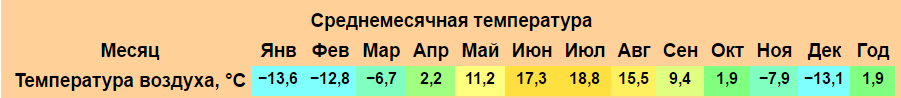 Среднемесячная температура
Месяц Янв Фев Мар Апр Май Июн Июл Авг Сен Окт Ноя Дек Год
Температура воздуха, °C −13,6 −12,8 −6,7 2,2 11,2 17,3 18,8 15,5 9,4 1,9 −7,9 −13,1 1,9